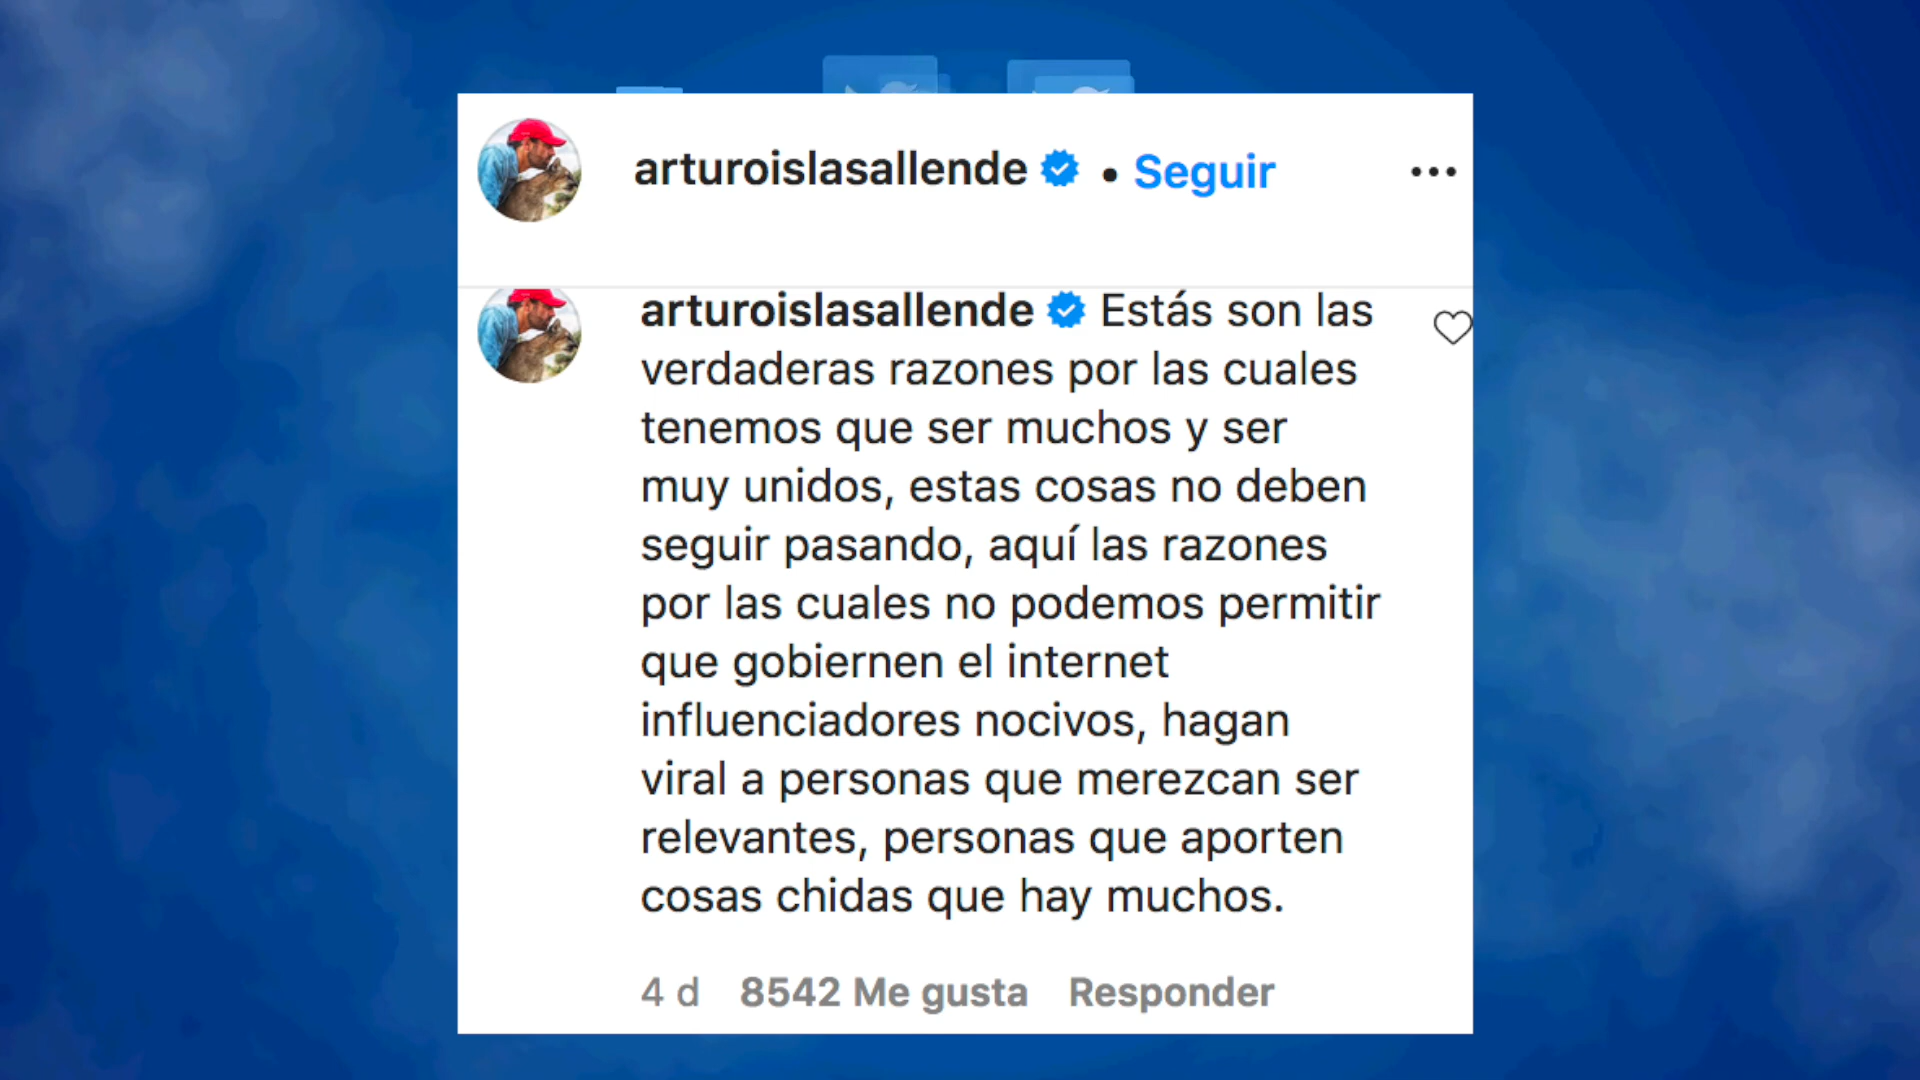 arturoislasallende • Seguir
arturoislasallende Estás son las
verdaderas razones por las cuales
tenemos que ser muchos y ser
muy unidos, estas cosas no deben
seguir pasando, aquí las razones
por las cuales no podemos permitir
que gobiernen el internet
influenciadores nocivos, hagan
viral a personas que merezcan ser
relevantes, personas que aporten
cosas chidas que hay muchos.
4 d 8542 Me gusta Responder